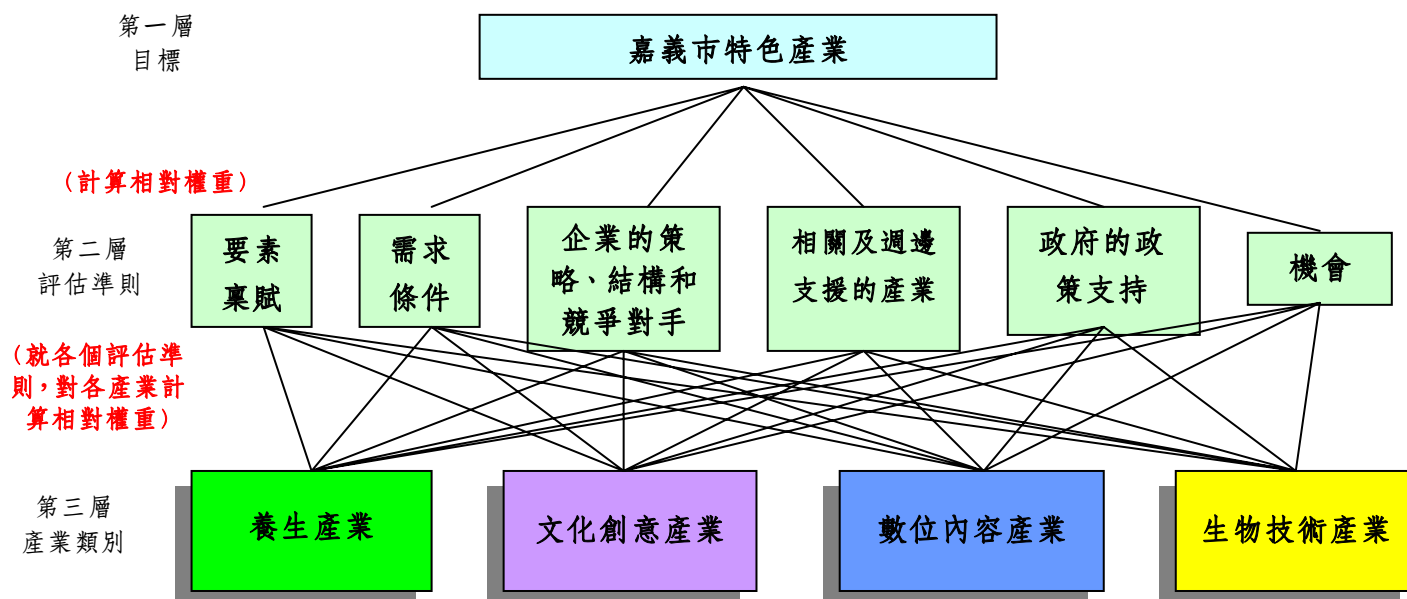 第一層
目標
嘉義市特色產業
(計算相對權重)
第二層
評估準則
要素
稟賦
需求
條件
企業的策
略、結構和
競爭對手
相關及週邊
支援的產業
政府的政
策支持
機會
(就各個評估準
則，對各產業計
算相對權重)
第三層
產業類別
養生產業
文化創意產業
數位內容產業
生物技術產業